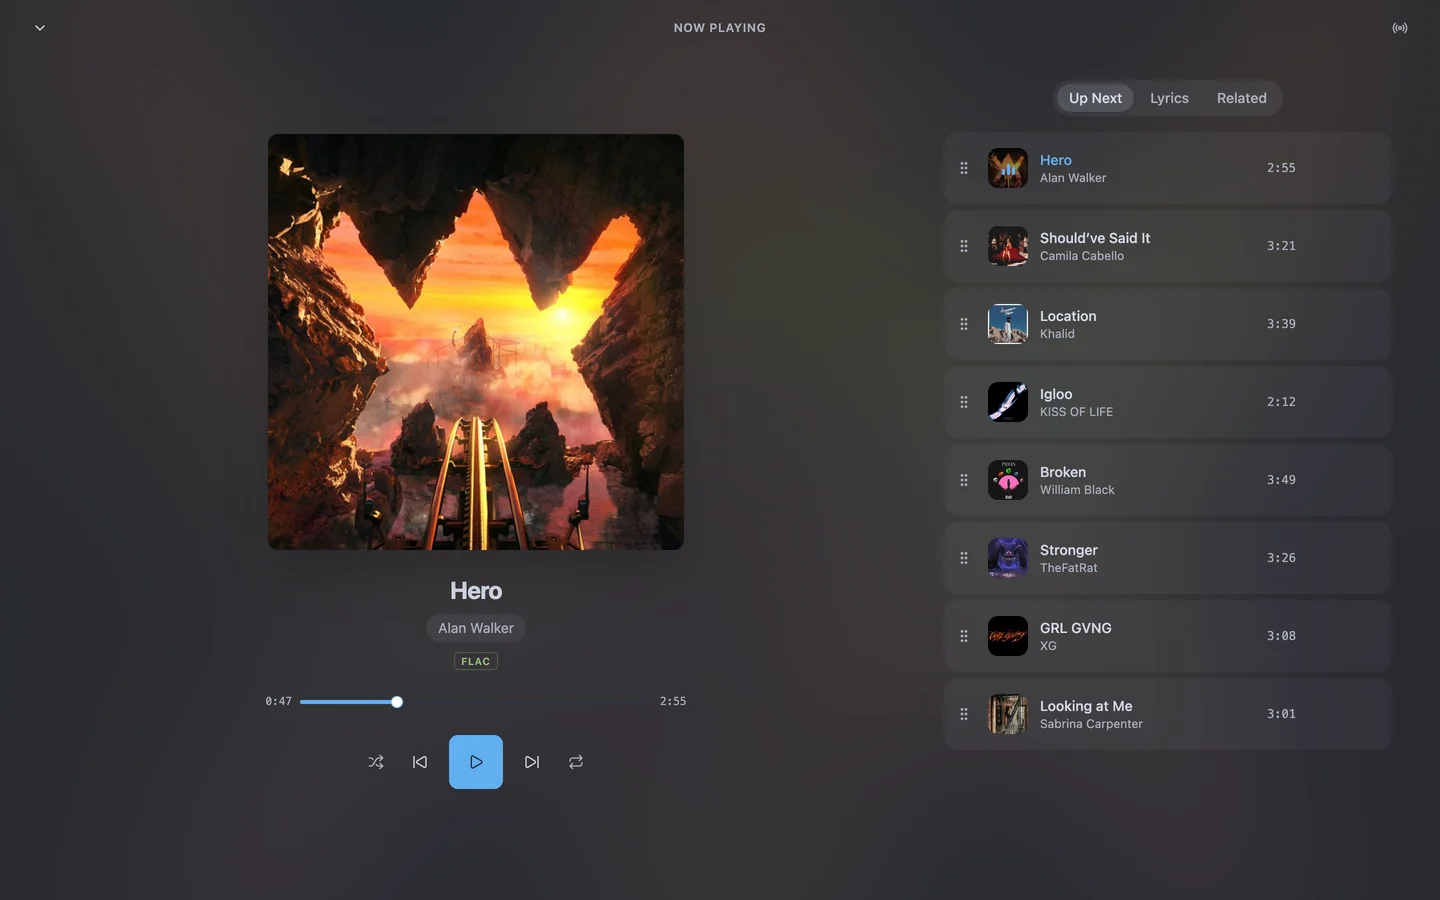 NOW PLAYING
Hero
Alan Walker
FLAC
0:47
2:55
Up Next
Lyrics
Related
Hero
Alan Walker
2:55
Should’ve Said It
Camila Cabello
3:21
Location
Khalid
3:39
Igloo
KISS OF LIFE
2:12
Broken
William Black
3:49
Stronger
TheFatRat
3:26
GRL GVNG
XG
3:08
Looking at Me
Sabrina Carpenter
3:01